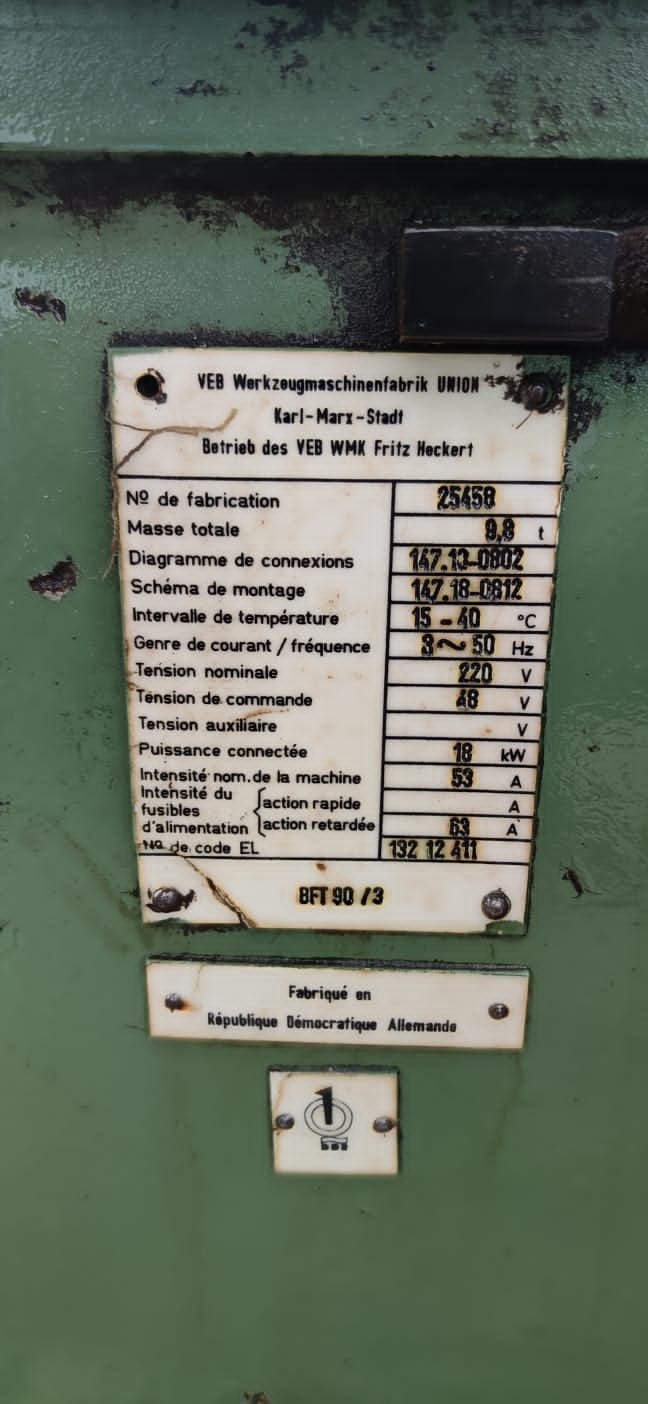 VEB Werkzeugmaschinenfabrik UNION
Karl-Marx-Stadt
Betrieb des VEB WMK Fritz Heckert
Nº de fabrication 25458
Masse totale 9,8 t
Diagramme de connexions 147.13-0802
Schéma de montage 147.18-0812
Intervalle de température 15 - 40 °C
Genre de courant / fréquence 3~ 50 Hz
Tension nominale 220 V
Tension de commande 48 V
Tension auxiliaire V
Puissance connectée 18 kW
Intensité nom. de la machine 53 A
Intensité du
fusibles action rapide A
d'alimentation action retardée 63 A
Nº de code EL 132 12 411
BFT 90 /3
Fabriqué en
République Démocratique Allemande
1